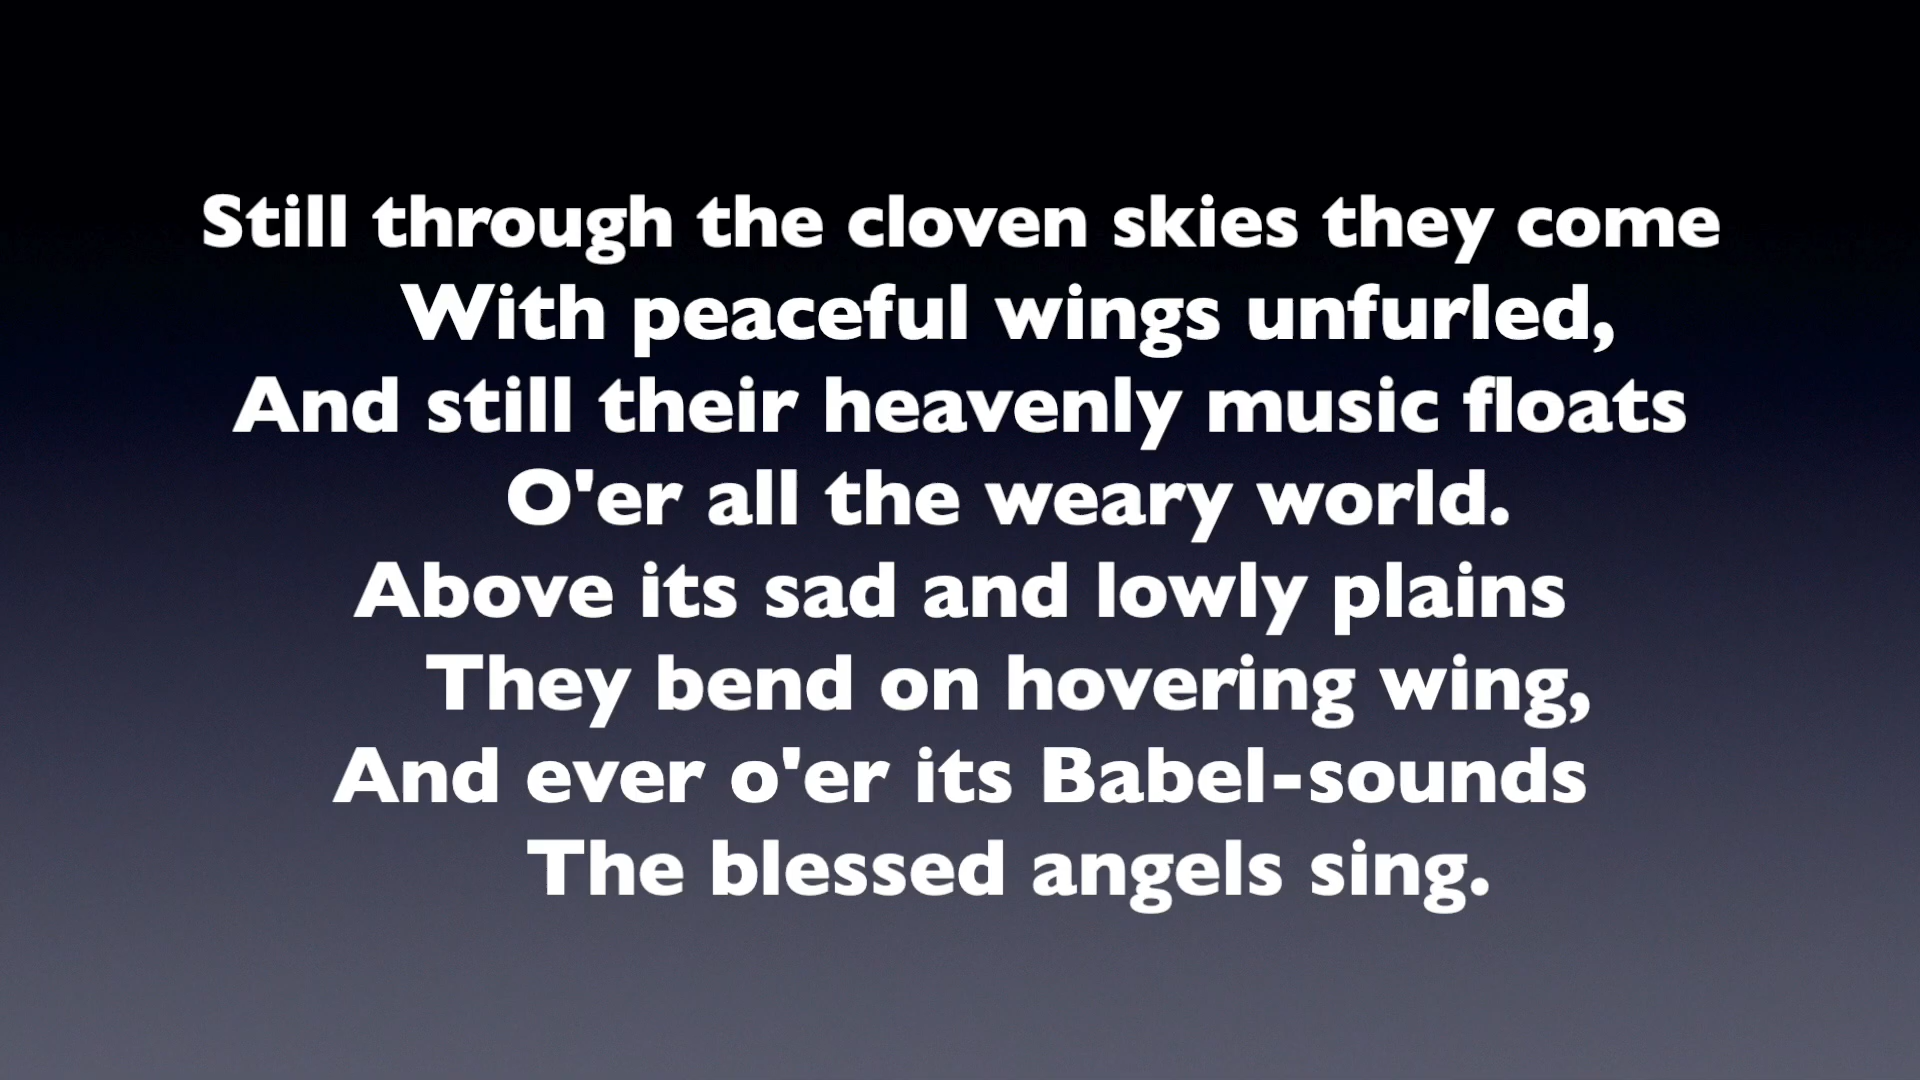 Still through the cloven skies they come
With peaceful wings unfurled,
And still their heavenly music floats
O'er all the weary world.
Above its sad and lowly plains
They bend on hovering wing,
And ever o'er its Babel-sounds
The blessed angels sing.